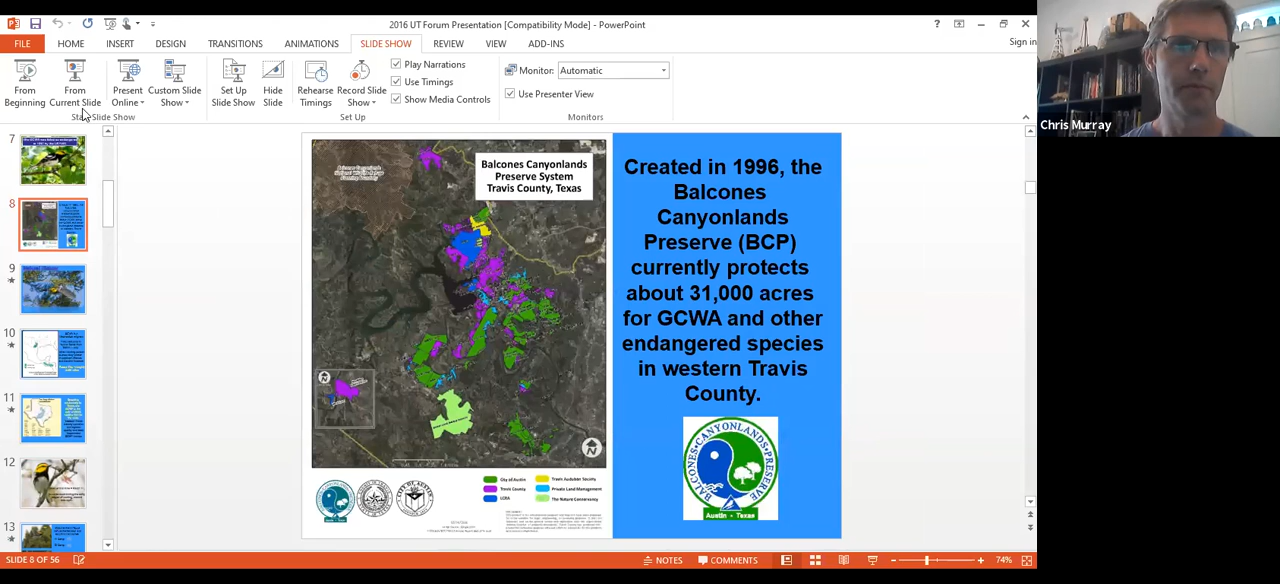 2016 UT Forum Presentation [Compatibility Mode] - PowerPoint
Sign in
FILE HOME INSERT DESIGN TRANSITIONS ANIMATIONS SLIDE SHOW REVIEW VIEW ADD-INS
From Beginning
From Current Slide
Present Online
Custom Slide Show
Set Up Slide Show
Hide Slide
Rehearse Timings
Record Slide Show
Play Narrations
Use Timings
Show Media Controls
Monitor: Automatic
Use Presenter View
Set Up
Monitors
Chris Murray
7
8
9
10
11
12
13
Balcones Canyonlands
Preserve System
Travis County, Texas
N
City of Austin
Travis County
LCRA
Travis Audubon Society
Private Land Management
The Nature Conservancy
Created in 1996, the
Balcones
Canyonlands
Preserve (BCP)
currently protects
about 31,000 acres
for GCWA and other
endangered species
in western Travis
County.
BALCONES CANYONLANDS PRESERVE
Austin • Texas
SLIDE 8 OF 56
NOTES
COMMENTS
74%